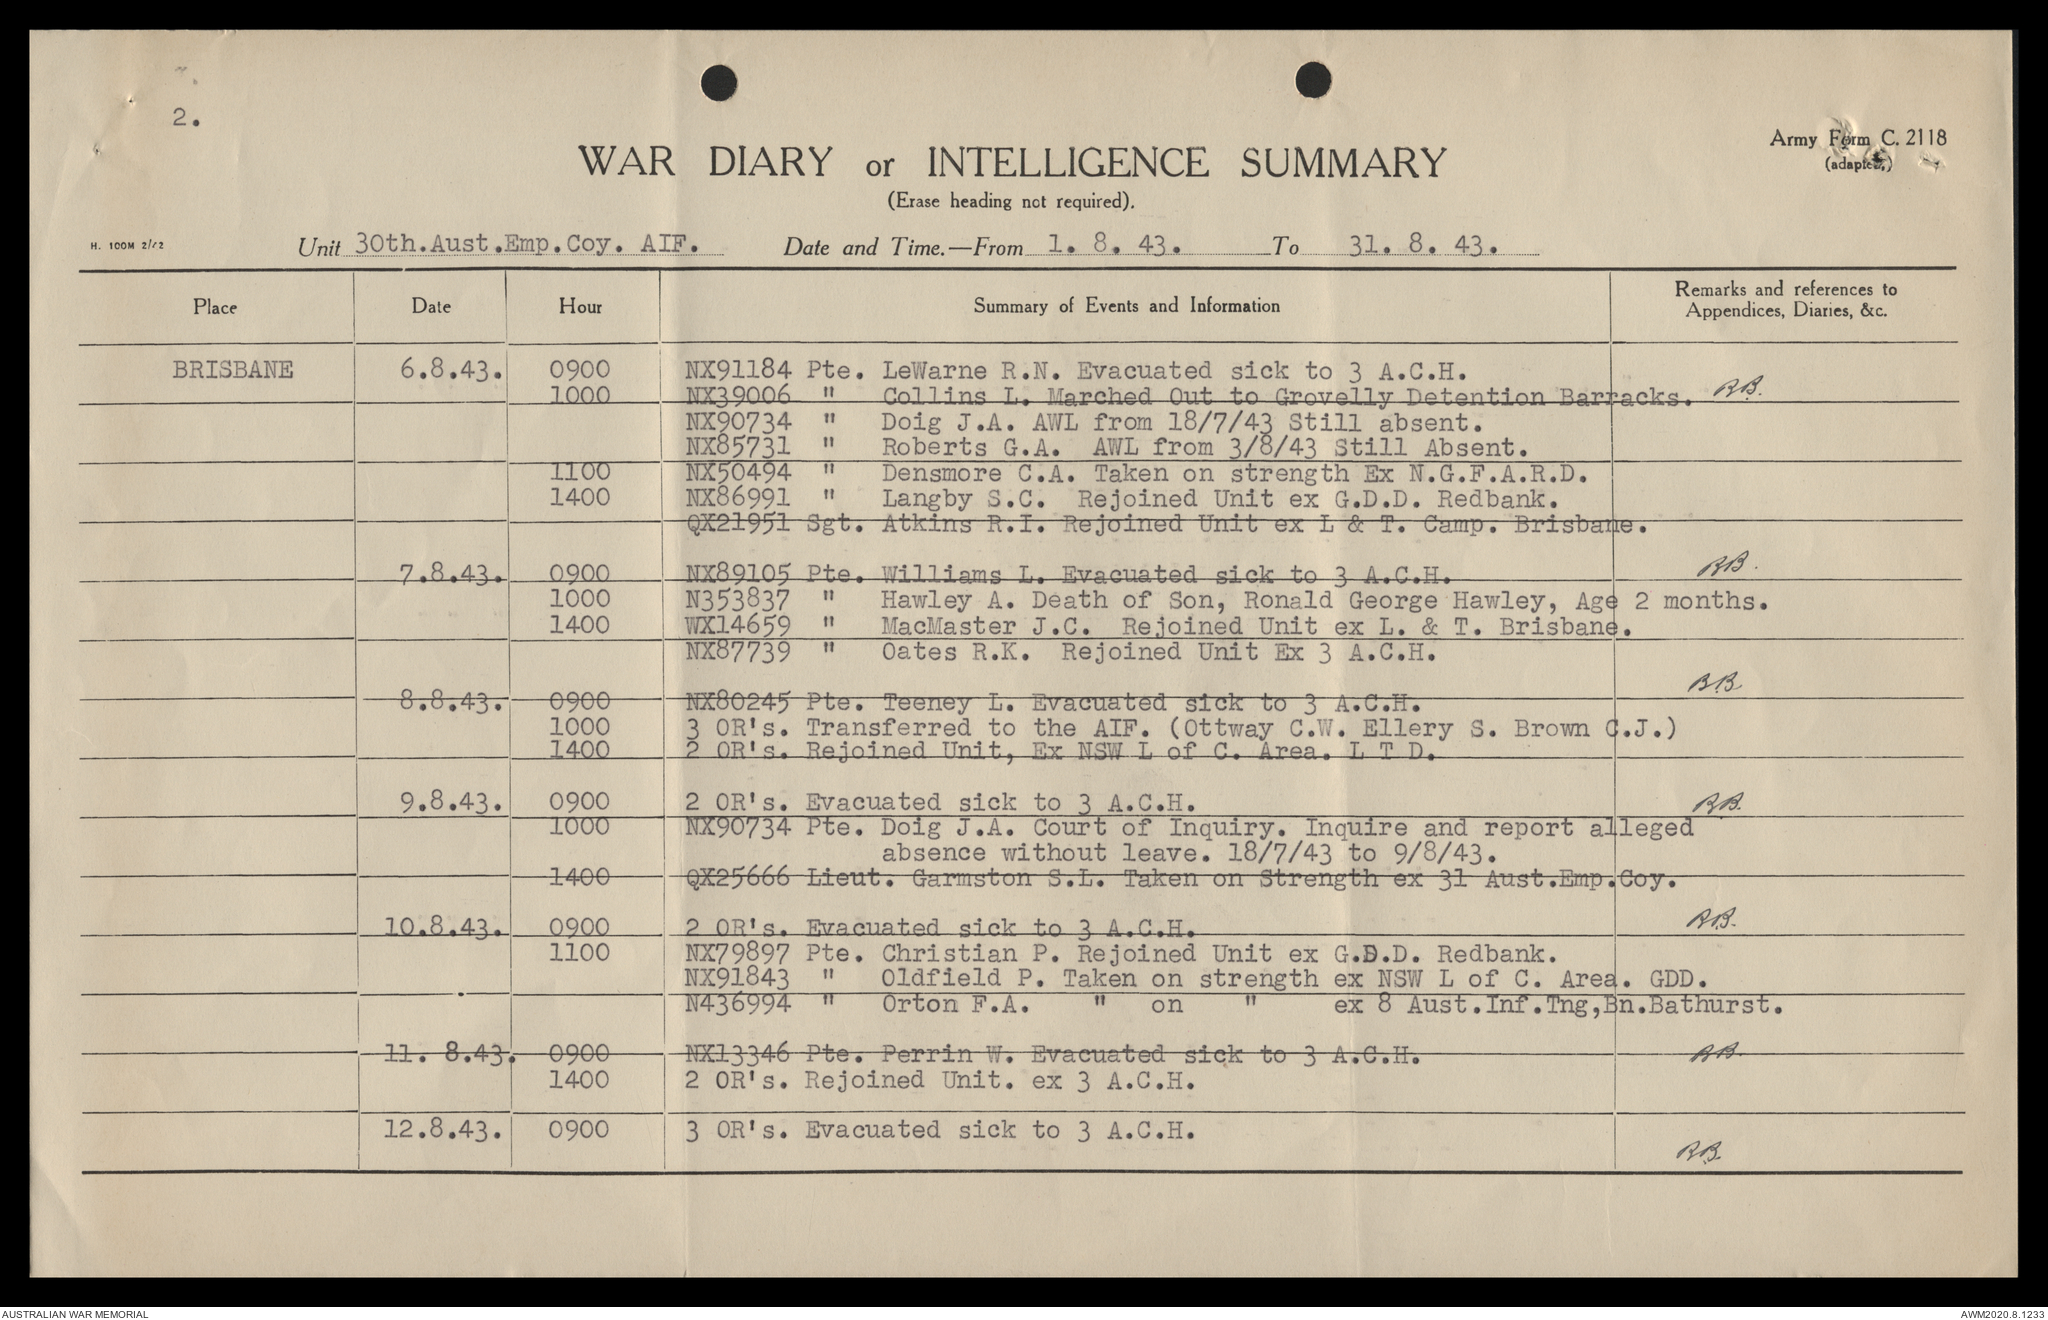 2.
Army Form C. 2118
(adapted,)
WAR DIARY or INTELLIGENCE SUMMARY
(Erase heading not required).
H. 100M 2/42
Unit 30th.Aust.Emp.Coy. AIF. Date and Time.—From 1. 8. 43. To 31. 8. 43.
Place Date Hour Summary of Events and Information Remarks and references to
Appendices, Diaries, &c.
BRISBANE 6.8.43. 0900 NX91184 Pte. LeWarne R.N. Evacuated sick to 3 A.C.H.
1000 NX39006 " Collins L. Marched Out to Grovelly Detention Barracks. RB.
NX90734 " Doig J.A. AWL from 18/7/43 Still absent.
NX85731 " Roberts G.A. AWL from 3/8/43 Still Absent.
1100 NX50494 " Densmore C.A. Taken on strength Ex N.G.F.A.R.D.
1400 NX86991 " Langby S.C. Rejoined Unit ex G.D.D. Redbank.
QX21951 Sgt. Atkins R.I. Rejoined Unit ex L & T. Camp. Brisbane.
7.8.43. 0900 NX89105 Pte. Williams L. Evacuated sick to 3 A.C.H. RB.
1000 N353837 " Hawley A. Death of Son, Ronald George Hawley, Age 2 months.
1400 WX14659 " MacMaster J.C. Rejoined Unit ex L. & T. Brisbane.
NX87739 " Oates R.K. Rejoined Unit Ex 3 A.C.H.
RB.
8.8.43. 0900 NX80245 Pte. Teeney L. Evacuated sick to 3 A.C.H.
1000 3 OR's. Transferred to the AIF. (Ottway C.W. Ellery S. Brown C.J.)
1400 2 OR's. Rejoined Unit, Ex NSW L of C. Area. L T D.
9.8.43. 0900 2 OR's. Evacuated sick to 3 A.C.H. RB.
1000 NX90734 Pte. Doig J.A. Court of Inquiry. Inquire and report alleged
absence without leave. 18/7/43 to 9/8/43.
1400 QX25666 Lieut. Garmston S.L. Taken on Strength ex 31 Aust.Emp.Coy.
10.8.43. 0900 2 OR's. Evacuated sick to 3 A.C.H. RB.
1100 NX79897 Pte. Christian P. Rejoined Unit ex G.D.D. Redbank.
NX91843 " Oldfield P. Taken on strength ex NSW L of C. Area. GDD.
N436994 " Orton F.A. " on " ex 8 Aust.Inf.Tng,Bn.Bathurst.
11. 8.43. 0900 NX13346 Pte. Perrin W. Evacuated sick to 3 A.C.H. RB.
1400 2 OR's. Rejoined Unit. ex 3 A.C.H.
12.8.43. 0900 3 OR's. Evacuated sick to 3 A.C.H.
RB.
AUSTRALIAN WAR MEMORIAL AWM2020.8.1233